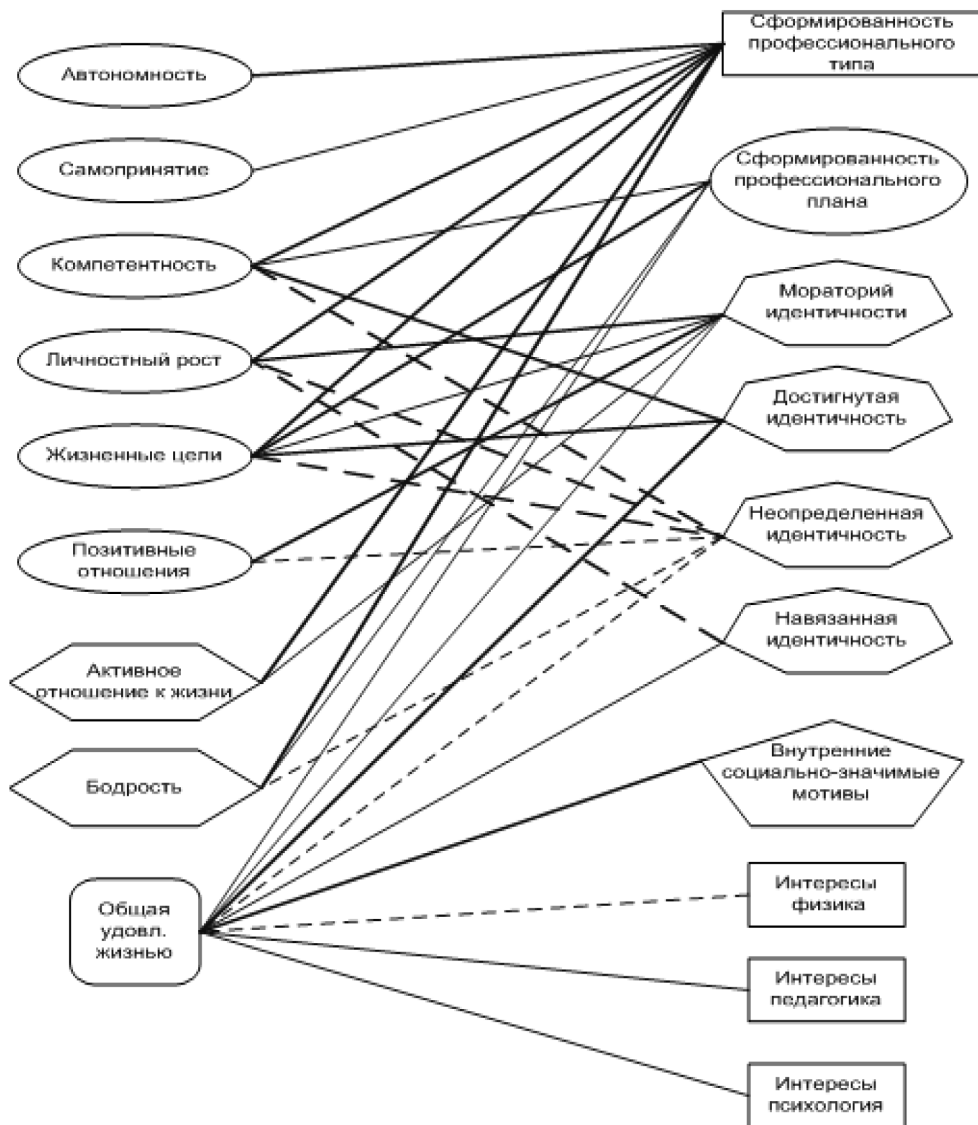 Сформированность
профессионального
типа
Автономность
Самопринятие
Сформированность
профессионального
плана
Компетентность
Мораторий
идентичности
Личностный рост
Достигнутая
идентичность
Жизненные цели
Неопределенная
идентичность
Позитивные
отношения
Навязанная
идентичность
Активное
отношение к жизни
Внутренние
социально-значимые
мотивы
Бодрость
Общая
удовл.
жизнью
Интересы
физика
Интересы
педагогика
Интересы
психология